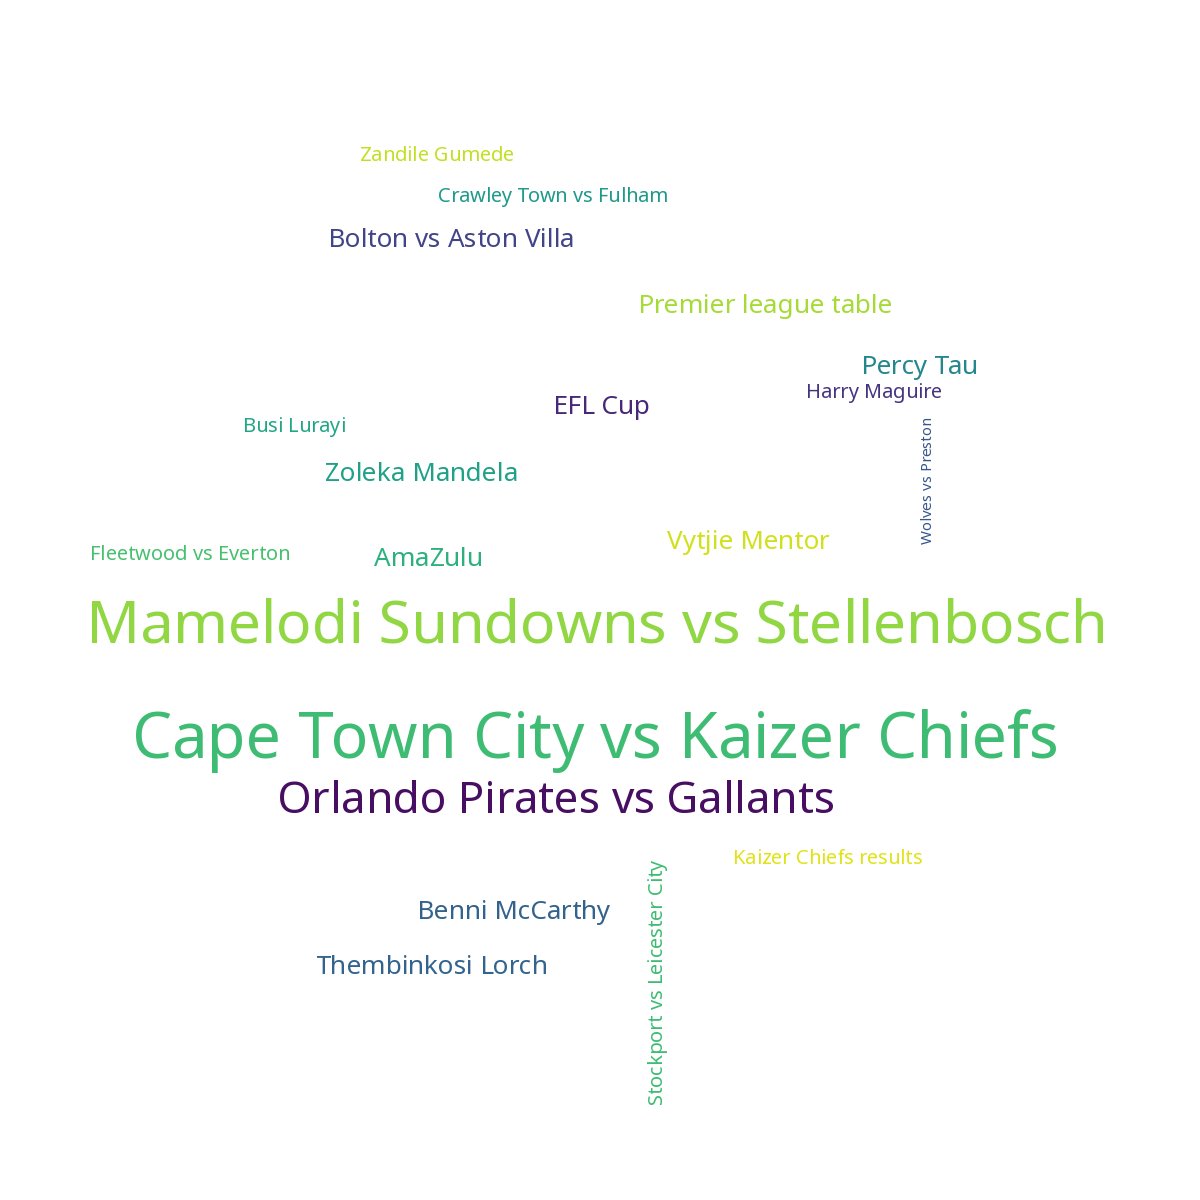 Zandile Gumede
Crawley Town vs Fulham
Bolton vs Aston Villa
Premier league table
Percy Tau
Harry Maguire
EFL Cup
Busi Lurayi
Wolves vs Preston
Zoleka Mandela
Vytjie Mentor
Fleetwood vs Everton
AmaZulu
Mamelodi Sundowns vs Stellenbosch
Cape Town City vs Kaizer Chiefs
Orlando Pirates vs Gallants
Kaizer Chiefs results
Stockport vs Leicester City
Benni McCarthy
Thembinkosi Lorch